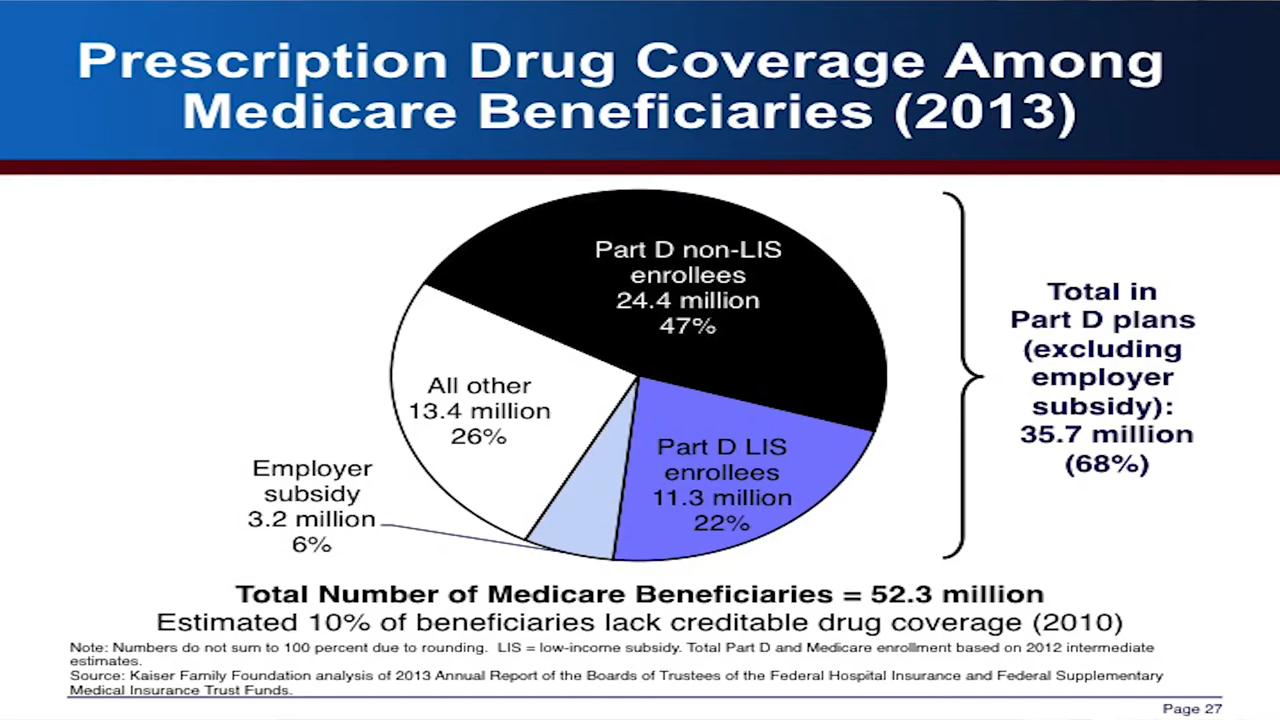 Prescription Drug Coverage Among
Medicare Beneficiaries (2013)
Part D non-LIS
enrollees
24.4 million
47%
All other
13.4 million
26%
Part D LIS
enrollees
11.3 million
22%
Employer
subsidy
3.2 million
6%
Total in
Part D plans
(excluding
employer
subsidy):
35.7 million
(68%)
Total Number of Medicare Beneficiaries = 52.3 million
Estimated 10% of beneficiaries lack creditable drug coverage (2010)
Note: Numbers do not sum to 100 percent due to rounding. LIS = low-income subsidy. Total Part D and Medicare enrollment based on 2012 intermediate
estimates.
Source: Kaiser Family Foundation analysis of 2013 Annual Report of the Boards of Trustees of the Federal Hospital Insurance and Federal Supplementary
Medical Insurance Trust Funds.
Page 27